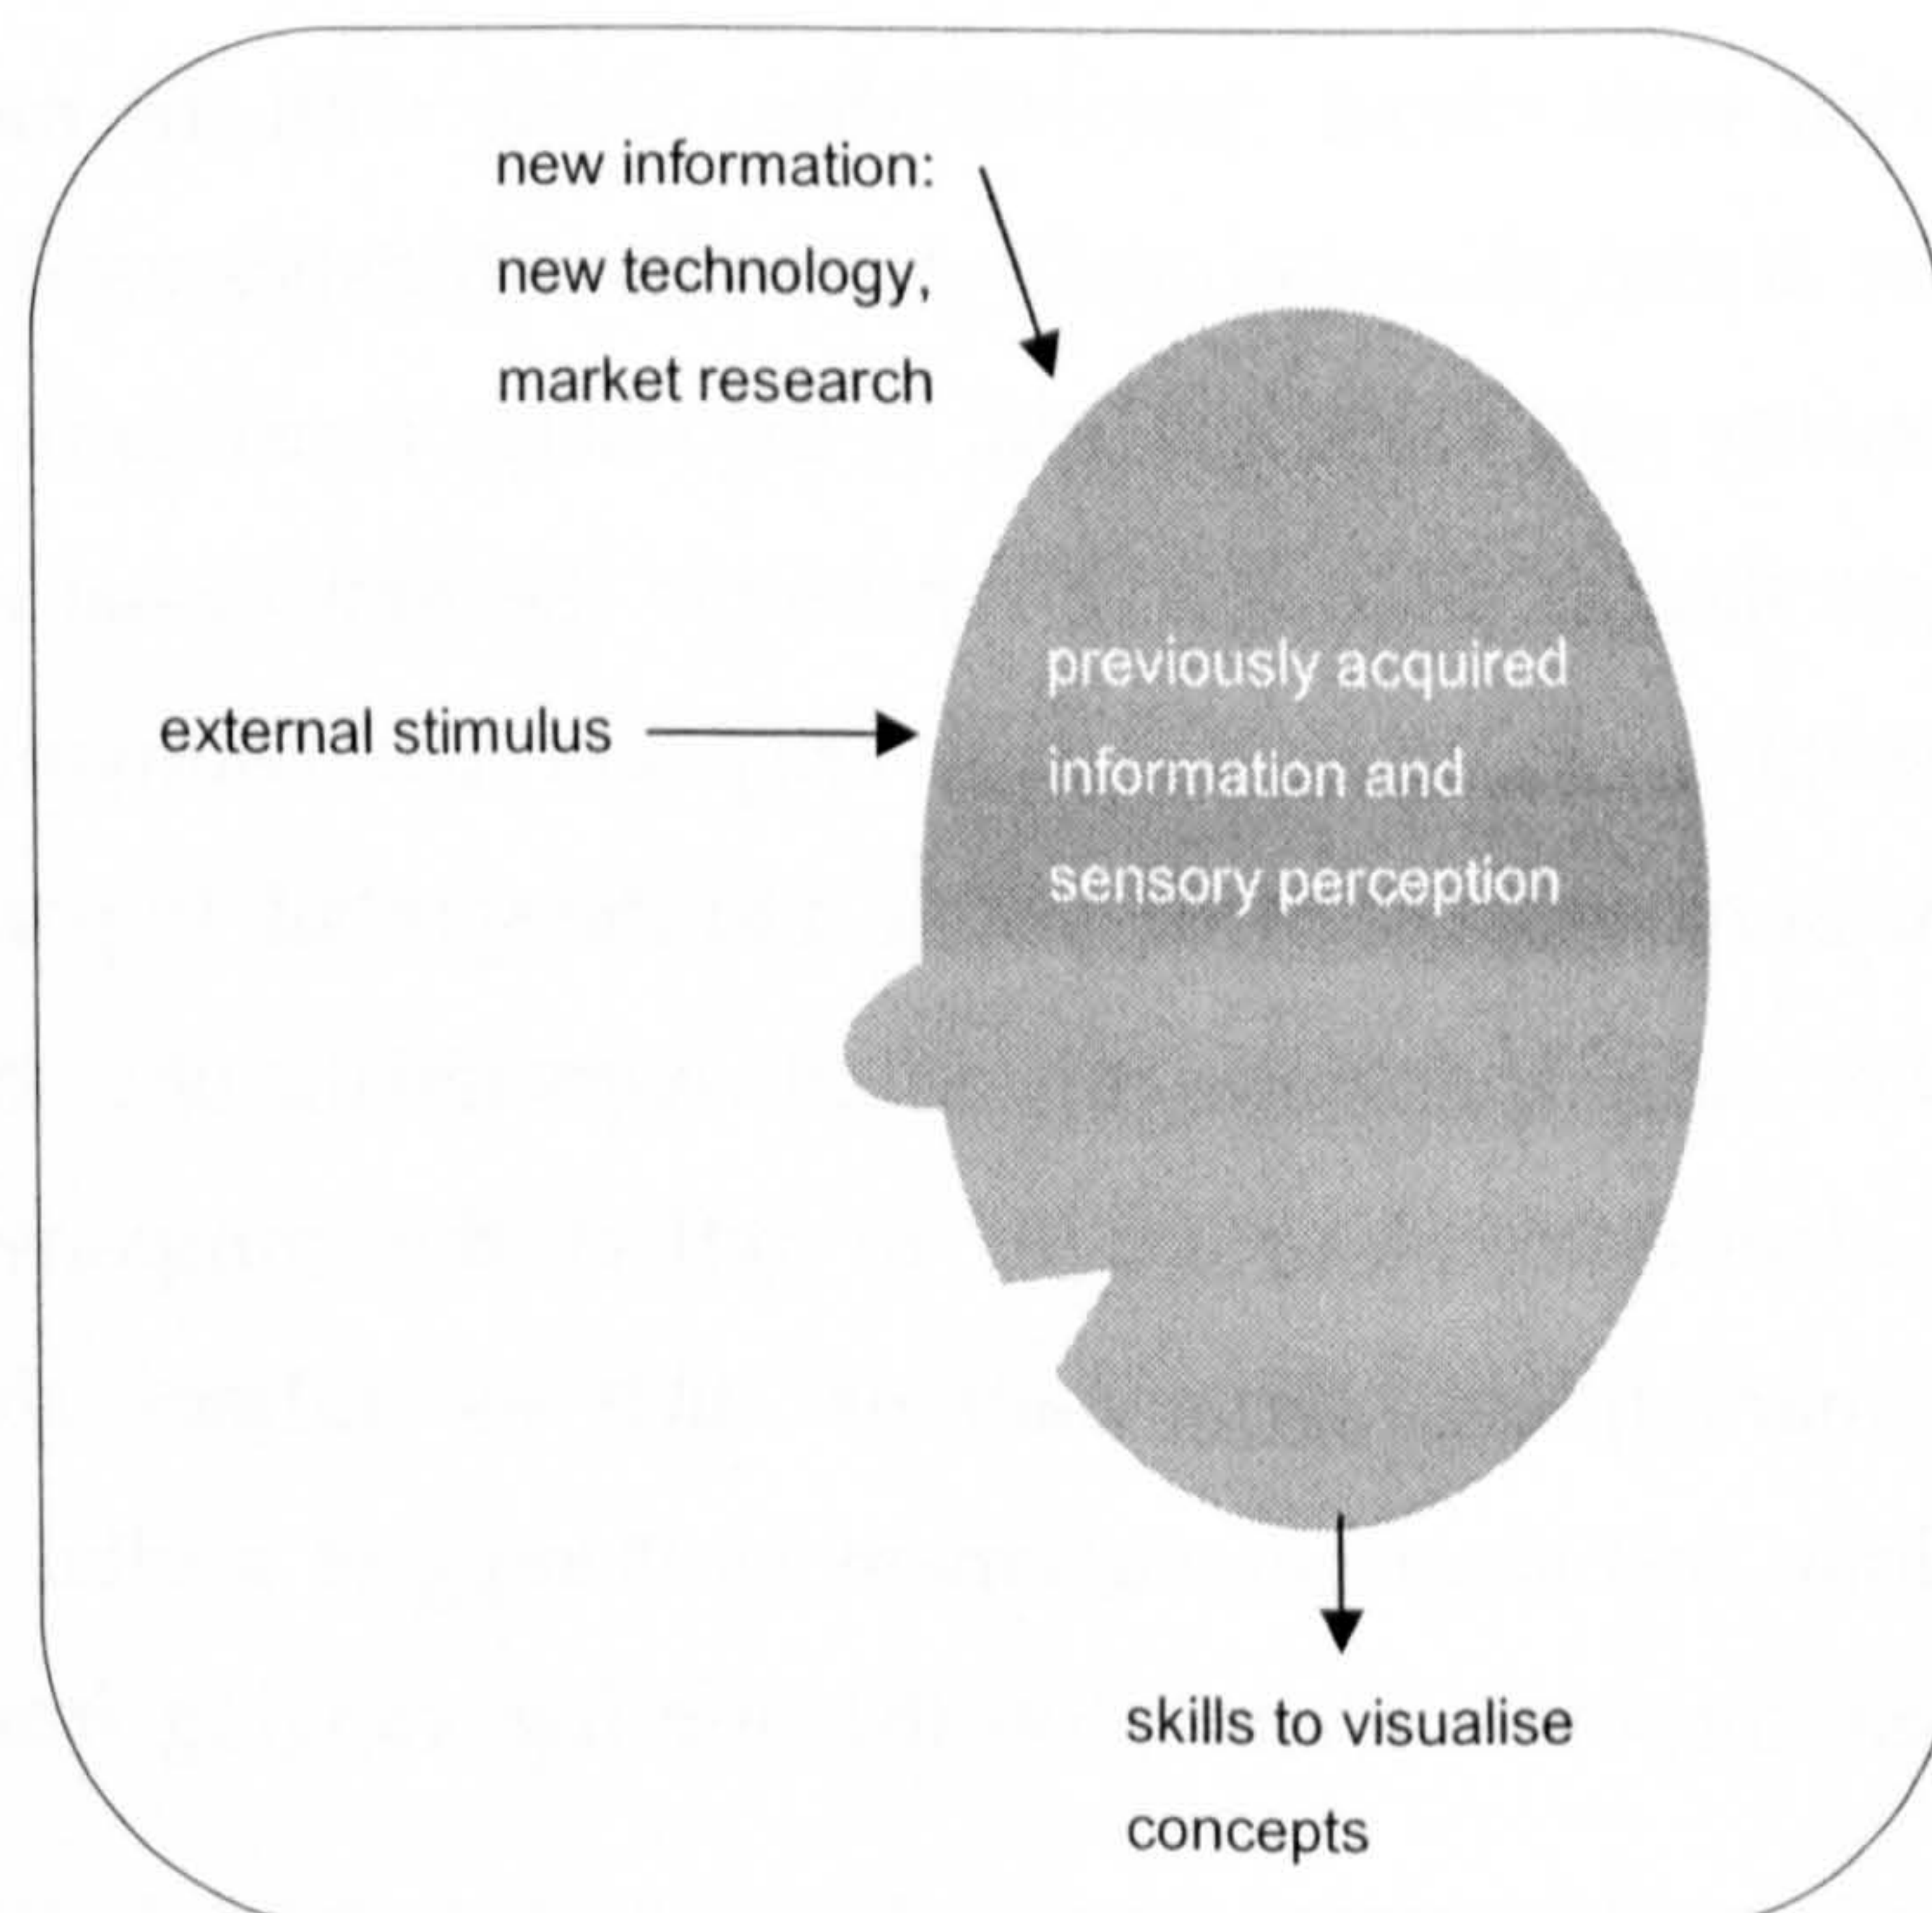 new information:
new technology,
market research
external stimulus
previously acquired
information and
sensory perception
skills to visualise
concepts